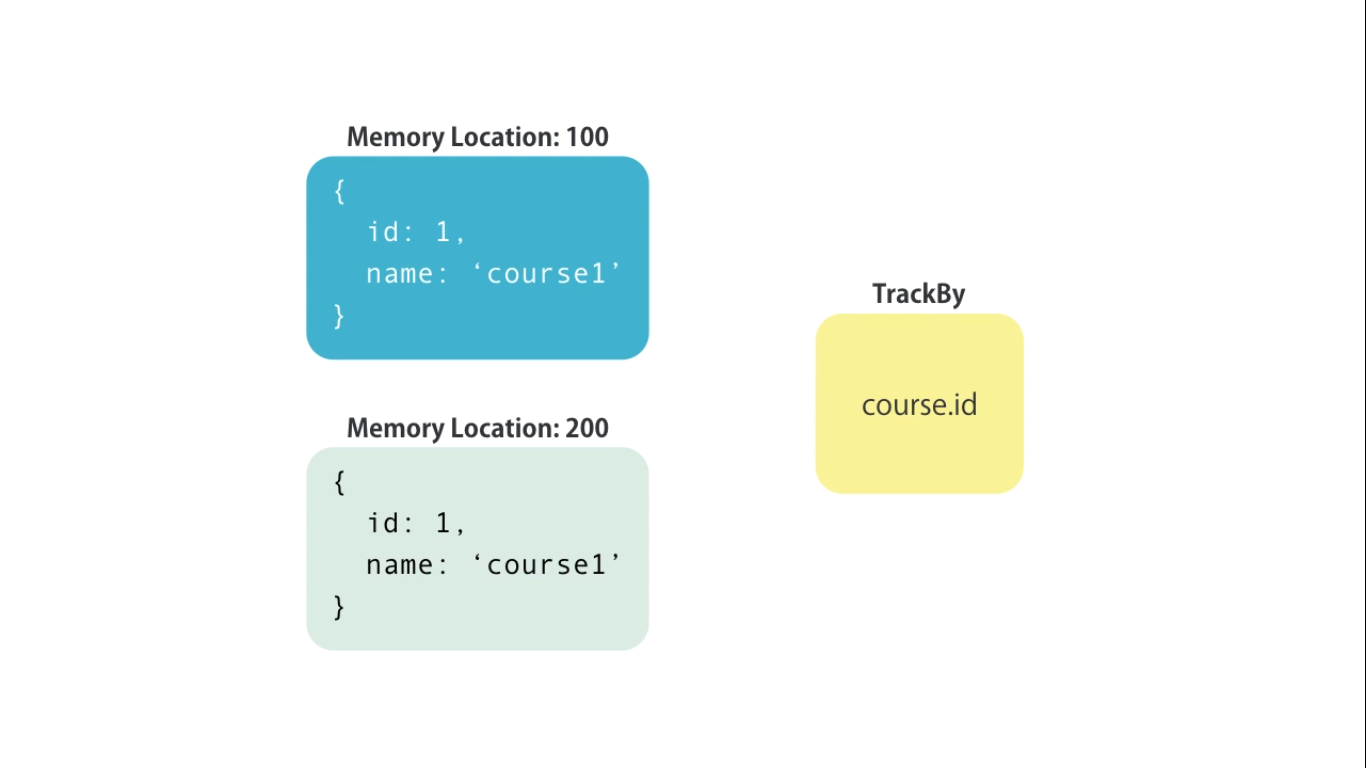 Memory Location: 100
{
id: 1,
name: ‘course1’
}
Memory Location: 200
{
id: 1,
name: ‘course1’
}
TrackBy
course.id